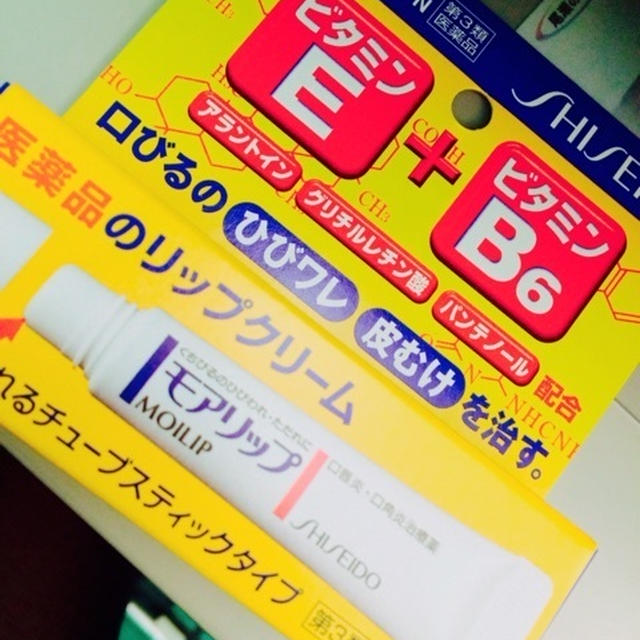 第3類
医薬品
SHISEI
ビタミン
E
+
ビタミン
B6
アラントイン
グリチルレチン酸
パンテノール
配合
口びるの
ひびワレ
皮むけ
を治す。
HO
CH3
COOH
NHCNH
医薬品のリップクリーム
くちびるのひびわれ・ただれに
モアリップ
MOILIP
口唇炎・口角炎治療薬
SHISEIDO
れるチューブスティックタイプ
第3類